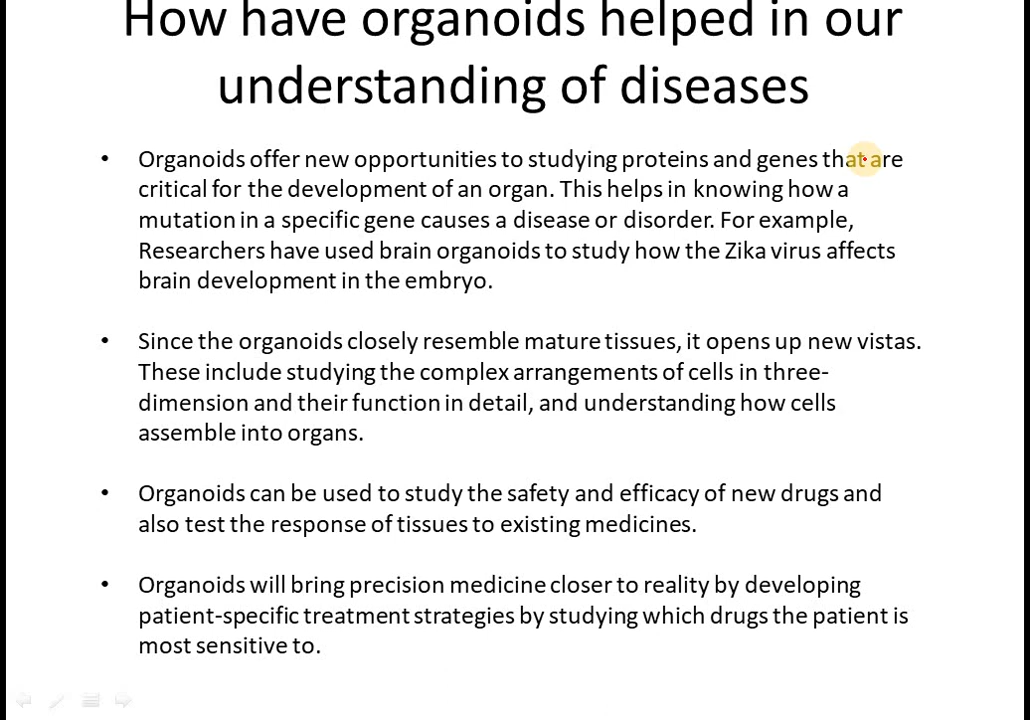 How have organoids helped in our
understanding of diseases
• Organoids offer new opportunities to studying proteins and genes that are
critical for the development of an organ. This helps in knowing how a
mutation in a specific gene causes a disease or disorder. For example,
Researchers have used brain organoids to study how the Zika virus affects
brain development in the embryo.
• Since the organoids closely resemble mature tissues, it opens up new vistas.
These include studying the complex arrangements of cells in three-
dimension and their function in detail, and understanding how cells
assemble into organs.
• Organoids can be used to study the safety and efficacy of new drugs and
also test the response of tissues to existing medicines.
• Organoids will bring precision medicine closer to reality by developing
patient-specific treatment strategies by studying which drugs the patient is
most sensitive to.